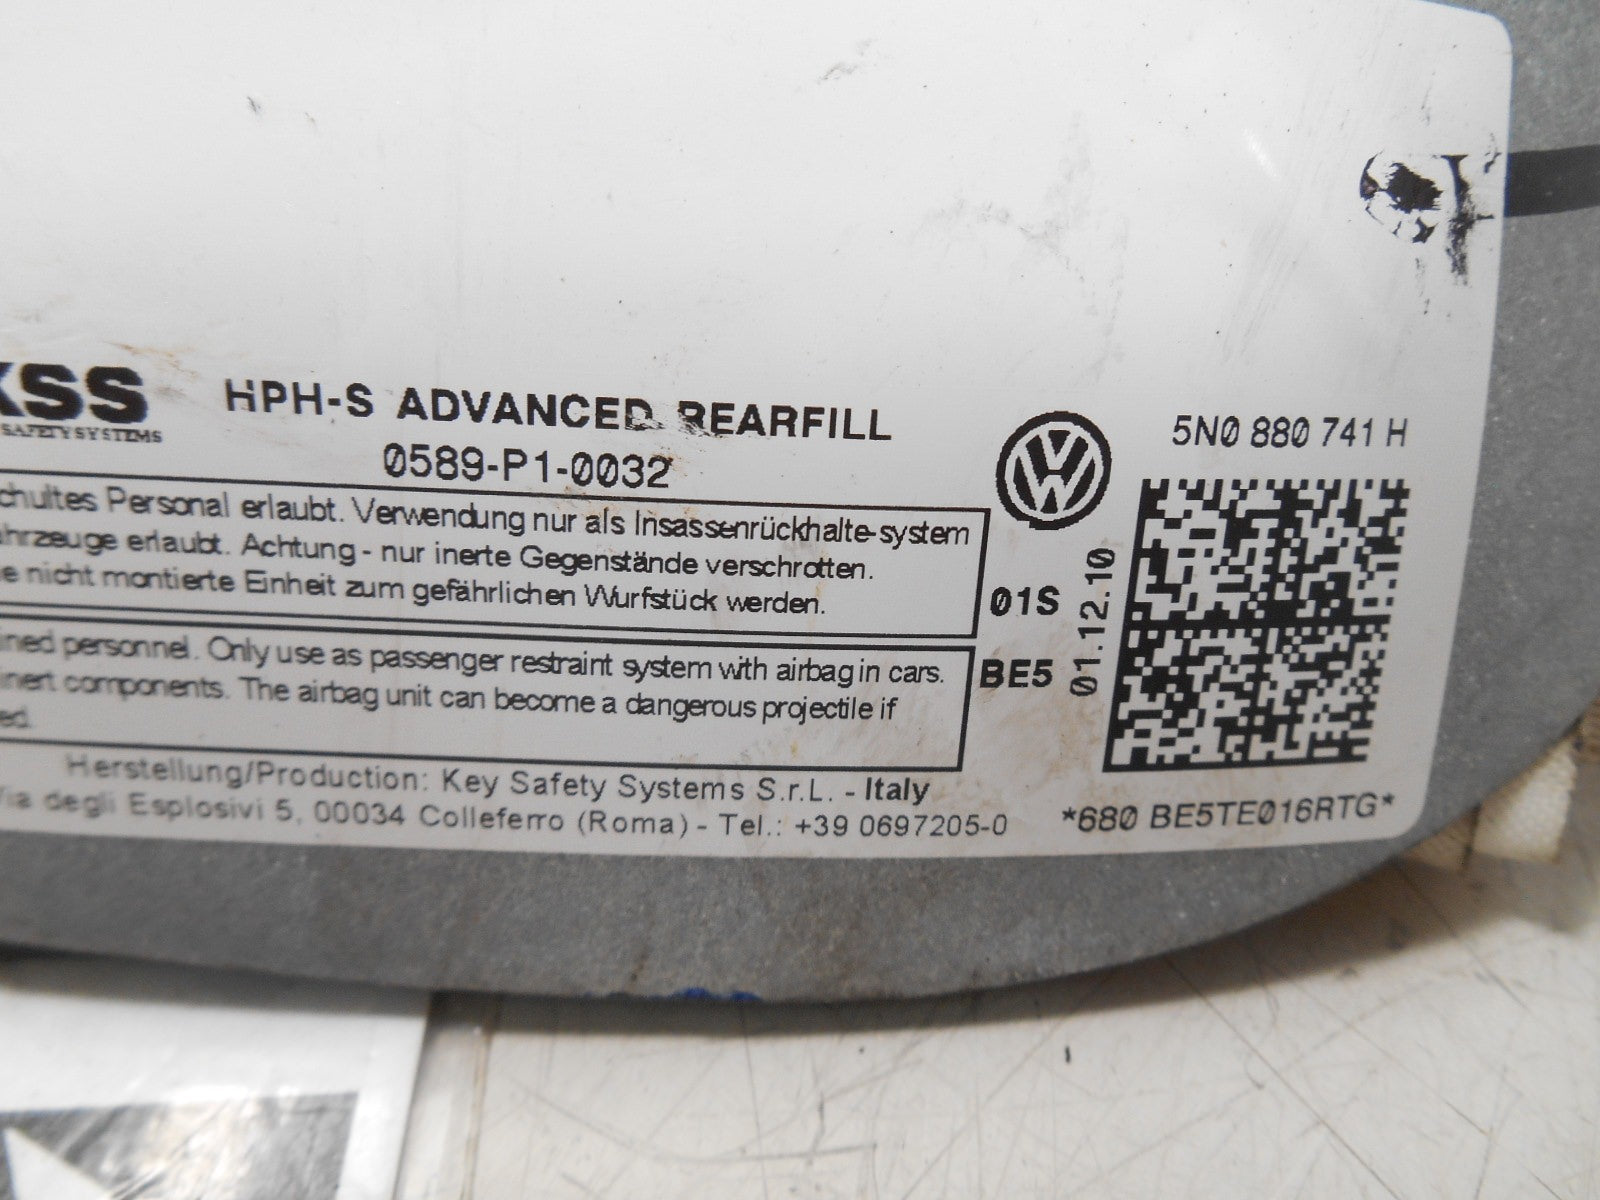 KSS
SAFETY SYSTEMS
HPH-S ADVANCED REARFILL
0589-P1-0032
5N0 880 741 H
chultes Personal erlaubt. Verwendung nur als Insassenrückhalte-system
ahrzeuge erlaubt. Achtung - nur inerte Gegenstände verschrotten.
e nicht montierte Einheit zum gefährlichen Wurfstück werden.
01S
01.12.10
ined personnel. Only use as passenger restraint system with airbag in cars.
inert components. The airbag unit can become a dangerous projectile if
ed.
BE5
Herstellung/Production: Key Safety Systems S.r.L. - Italy
Via degli Esplosivi 5, 00034 Colleferro (Roma) - Tel.: +39 0697205-0
*680 BE5TE016RTG*